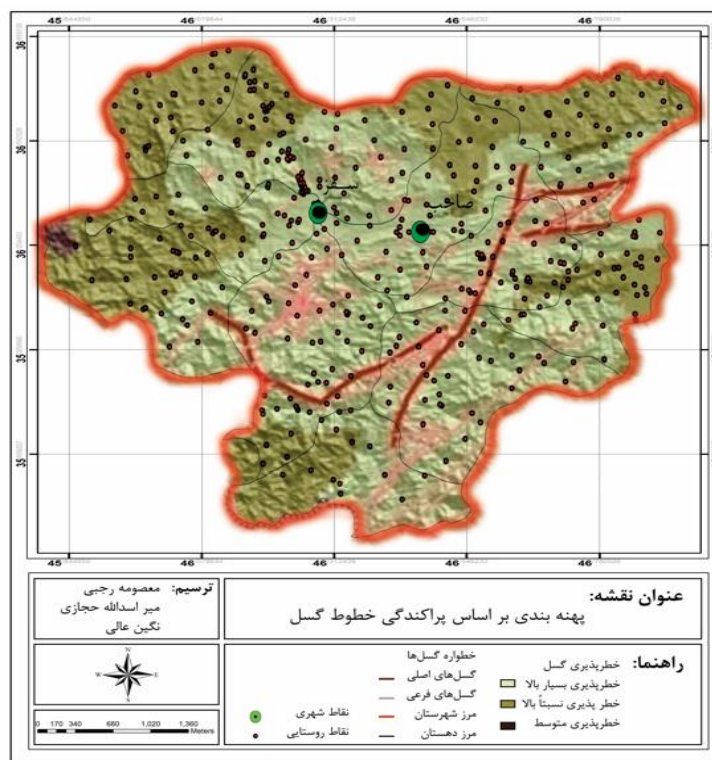 45 46 46 46 46
36
36
36
35
35
سقز
صاحب
45 46 46 46 46
عنوان نقشه:
پهنه بندی بر اساس پراکندگی خطوط گسل
ترسیم: معصومه رجبی
میر اسدالله حجازی
نگین عالی
راهنما:
خطرپذیری گسل
خطرپذیری بسیار بالا
خطر پذیری نسبتاً بالا
خطرپذیری متوسط
خطواره گسل‌ها
گسل‌های اصلی
گسل‌های فرعی
مرز شهرستان
مرز دهستان
نقاط شهری
نقاط روستایی
N
W E
S
0 170 340 680 1,020 1,360
Meters